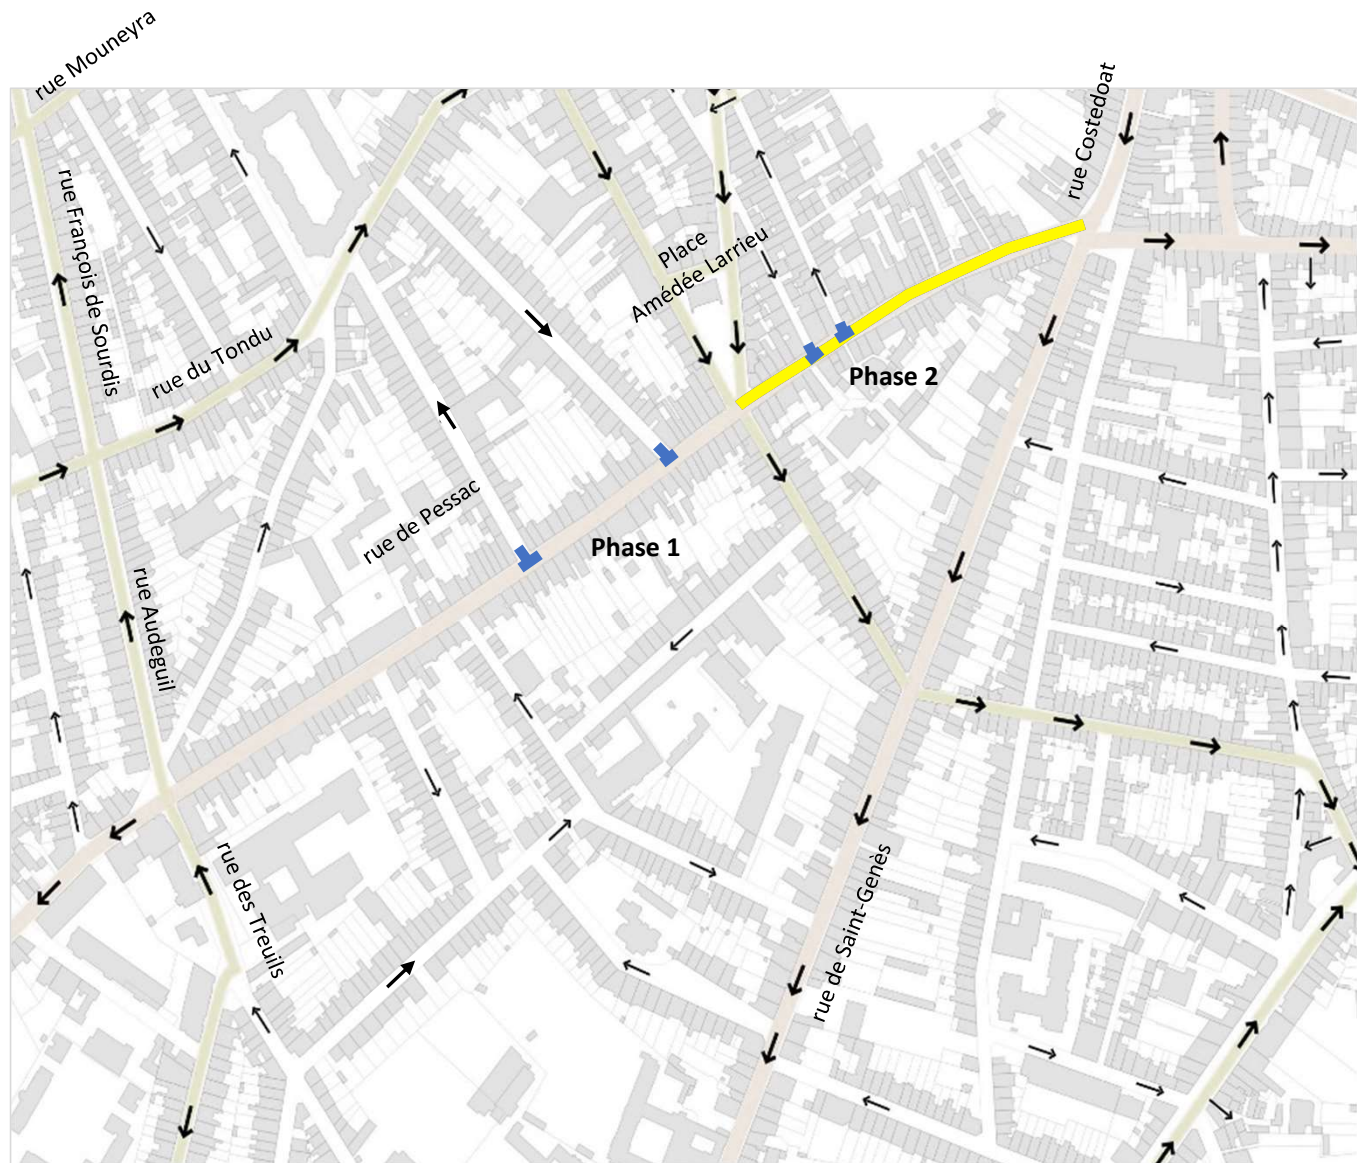 rue Mouneyra
rue Costedoat
rue François de Sourdis
Place
Amédée Larrieu
rue du Tondu
Phase 2
rue de Pessac
Phase 1
rue Audeguil
rue des Treuils
rue de Saint-Genès